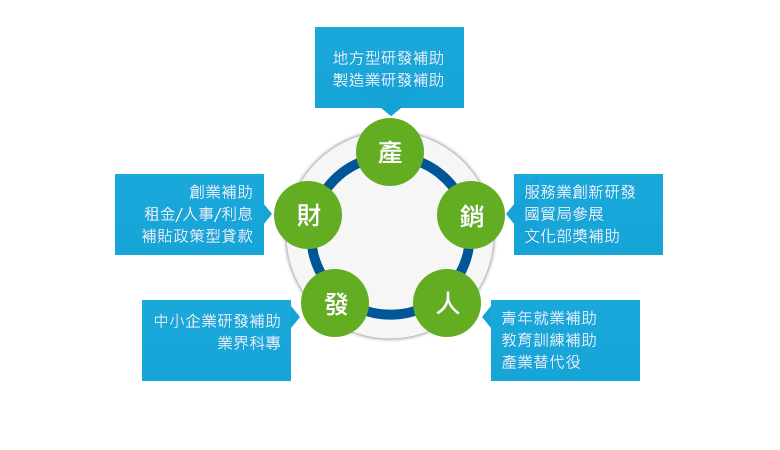 地方型研發補助
製造業研發補助
產
創業補助
租金/人事/利息
補貼政策型貸款
財
銷
服務業創新研發
國貿局參展
文化部獎補助
中小企業研發補助
業界科專
發
人
青年就業補助
教育訓練補助
產業替代役